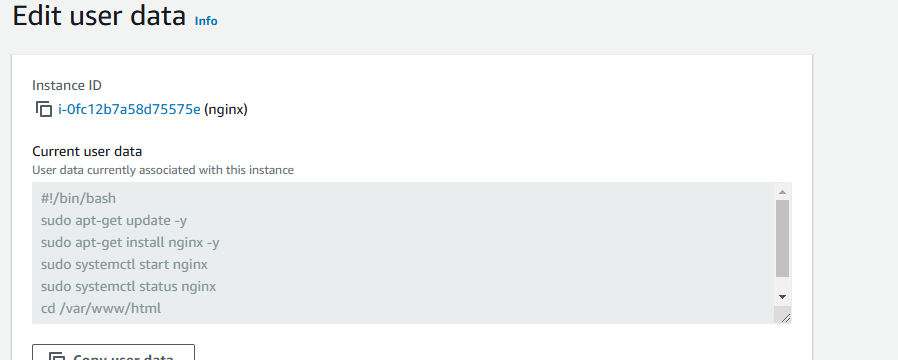 Edit user data Info
Instance ID
i-0fc12b7a58d75575e (nginx)
Current user data
User data currently associated with this instance
#!/bin/bash
sudo apt-get update -y
sudo apt-get install nginx -y
sudo systemctl start nginx
sudo systemctl status nginx
cd /var/www/html
Copy user data